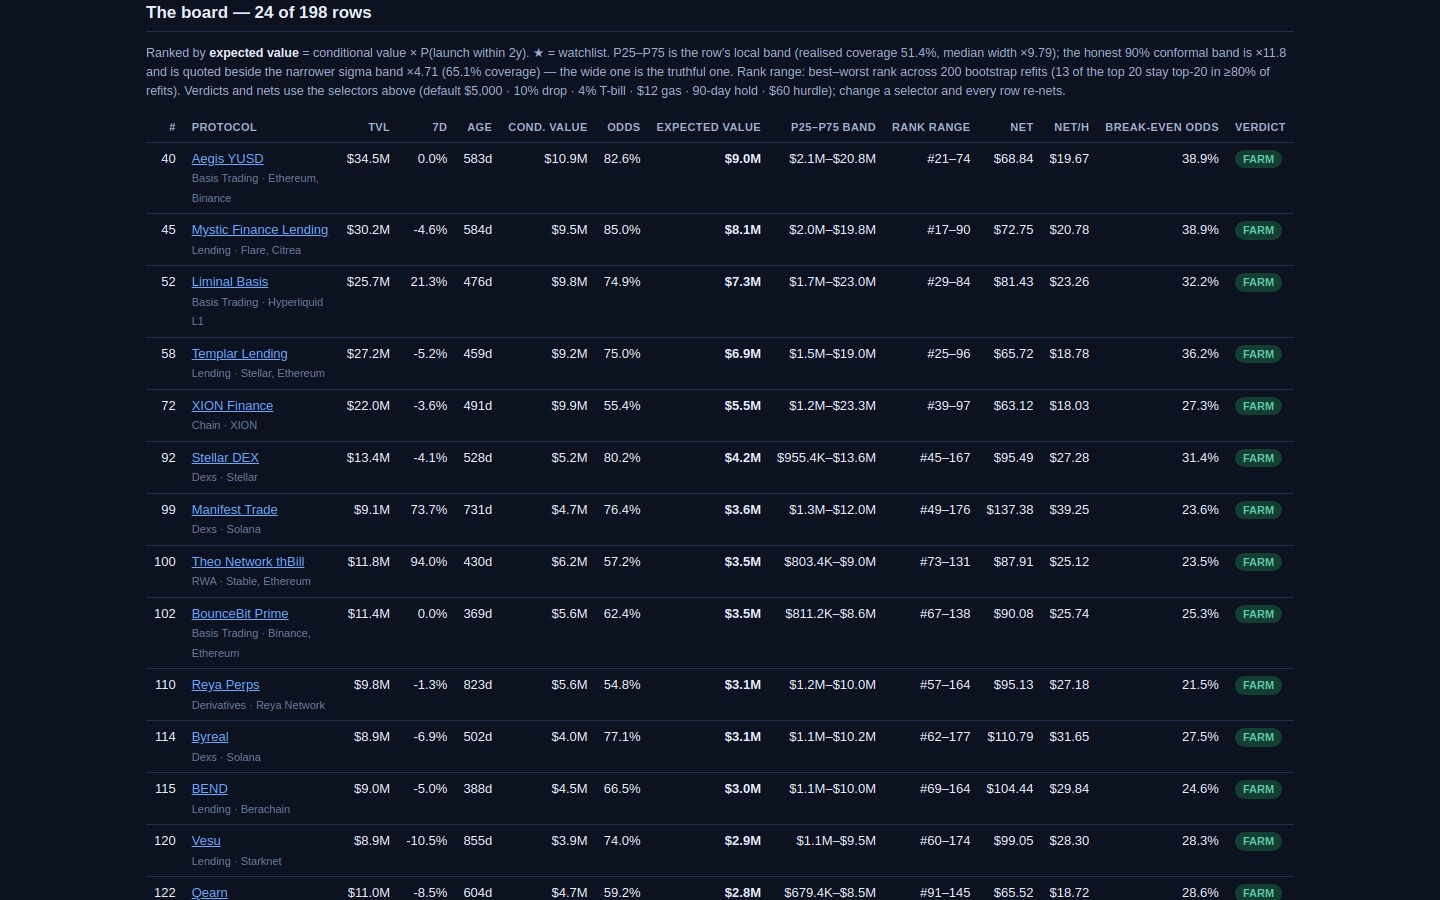 The board — 24 of 198 rows
Ranked by expected value = conditional value × P(launch within 2y). ★ = watchlist. P25–P75 is the row's local band (realised coverage 51.4%, median width ×9.79); the honest 90% conformal band is ×11.8
and is quoted beside the narrower sigma band ×4.71 (65.1% coverage) — the wide one is the truthful one. Rank range: best–worst rank across 200 bootstrap refits (13 of the top 20 stay top-20 in ≥80% of
refits). Verdicts and nets use the selectors above (default $5,000 · 10% drop · 4% T-bill · $12 gas · 90-day hold · $60 hurdle); change a selector and every row re-nets.
# PROTOCOL TVL 7D AGE COND. VALUE ODDS EXPECTED VALUE P25–P75 BAND RANK RANGE NET NET/H BREAK-EVEN ODDS VERDICT
40 Aegis YUSD $34.5M 0.0% 583d $10.9M 82.6% $9.0M $2.1M–$20.8M #21–74 $68.84 $19.67 38.9% FARM
Basis Trading · Ethereum,
Binance
45 Mystic Finance Lending $30.2M -4.6% 584d $9.5M 85.0% $8.1M $2.0M–$19.8M #17–90 $72.75 $20.78 38.9% FARM
Lending · Flare, Citrea
52 Liminal Basis $25.7M 21.3% 476d $9.8M 74.9% $7.3M $1.7M–$23.0M #29–84 $81.43 $23.26 32.2% FARM
Basis Trading · Hyperliquid
L1
58 Templar Lending $27.2M -5.2% 459d $9.2M 75.0% $6.9M $1.5M–$19.0M #25–96 $65.72 $18.78 36.2% FARM
Lending · Stellar, Ethereum
72 XION Finance $22.0M -3.6% 491d $9.9M 55.4% $5.5M $1.2M–$23.3M #39–97 $63.12 $18.03 27.3% FARM
Chain · XION
92 Stellar DEX $13.4M -4.1% 528d $5.2M 80.2% $4.2M $955.4K–$13.6M #45–167 $95.49 $27.28 31.4% FARM
Dexs · Stellar
99 Manifest Trade $9.1M 73.7% 731d $4.7M 76.4% $3.6M $1.3M–$12.0M #49–176 $137.38 $39.25 23.6% FARM
Dexs · Solana
100 Theo Network thBill $11.8M 94.0% 430d $6.2M 57.2% $3.5M $803.4K–$9.0M #73–131 $87.91 $25.12 23.5% FARM
RWA · Stable, Ethereum
102 BounceBit Prime $11.4M 0.0% 369d $5.6M 62.4% $3.5M $811.2K–$8.6M #67–138 $90.08 $25.74 25.3% FARM
Basis Trading · Binance,
Ethereum
110 Reya Perps $9.8M -1.3% 823d $5.6M 54.8% $3.1M $1.2M–$10.0M #57–164 $95.13 $27.18 21.5% FARM
Derivatives · Reya Network
114 Byreal $8.9M -6.9% 502d $4.0M 77.1% $3.1M $1.1M–$10.2M #62–177 $110.79 $31.65 27.5% FARM
Dexs · Solana
115 BEND $9.0M -5.0% 388d $4.5M 66.5% $3.0M $1.1M–$10.0M #69–164 $104.44 $29.84 24.6% FARM
Lending · Berachain
120 Vesu $8.9M -10.5% 855d $3.9M 74.0% $2.9M $1.1M–$9.5M #60–174 $99.05 $28.30 28.3% FARM
Lending · Starknet
122 Qearn $11.0M -8.5% 604d $4.7M 59.2% $2.8M $679.4K–$8.5M #91–145 $65.52 $18.72 28.6% FARM